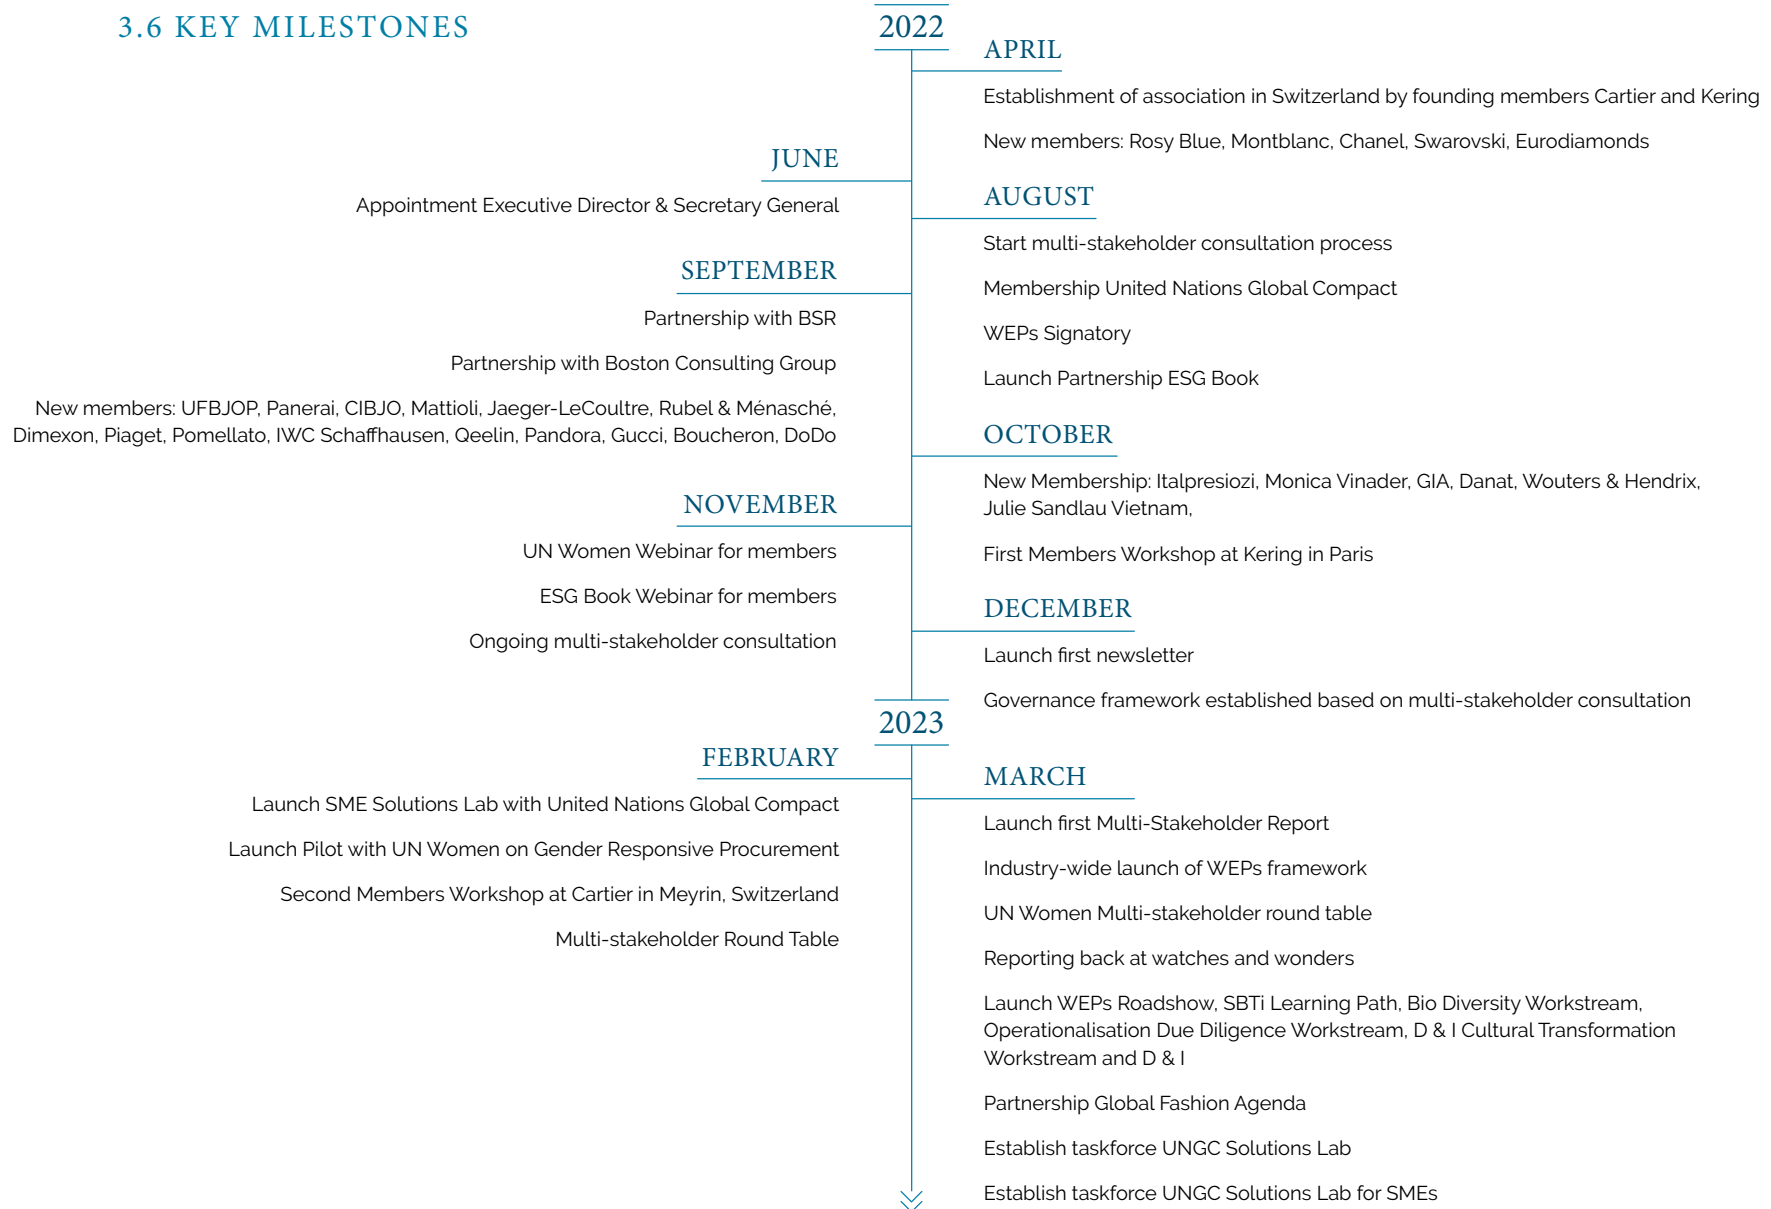 3.6 KEY MILESTONES
2022
APRIL
Establishment of association in Switzerland by founding members Cartier and Kering
New members: Rosy Blue, Montblanc, Chanel, Swarovski, Eurodiamonds
JUNE
Appointment Executive Director & Secretary General
AUGUST
Start multi-stakeholder consultation process
Membership United Nations Global Compact
WEPs Signatory
Launch Partnership ESG Book
SEPTEMBER
Partnership with BSR
Partnership with Boston Consulting Group
New members: UFBJOP, Panerai, CIBJO, Mattioli, Jaeger-LeCoultre, Rubel & Ménasché,
Dimexon, Piaget, Pomellato, IWC Schaffhausen, Qeelin, Pandora, Gucci, Boucheron, DoDo
OCTOBER
New Membership: Italpresiozi, Monica Vinader, GIA, Danat, Wouters & Hendrix,
Julie Sandlau Vietnam,
First Members Workshop at Kering in Paris
NOVEMBER
UN Women Webinar for members
ESG Book Webinar for members
Ongoing multi-stakeholder consultation
DECEMBER
Launch first newsletter
Governance framework established based on multi-stakeholder consultation
2023
FEBRUARY
Launch SME Solutions Lab with United Nations Global Compact
Launch Pilot with UN Women on Gender Responsive Procurement
Second Members Workshop at Cartier in Meyrin, Switzerland
Multi-stakeholder Round Table
MARCH
Launch first Multi-Stakeholder Report
Industry-wide launch of WEPs framework
UN Women Multi-stakeholder round table
Reporting back at watches and wonders
Launch WEPs Roadshow, SBTi Learning Path, Bio Diversity Workstream,
Operationalisation Due Diligence Workstream, D & I Cultural Transformation
Workstream and D & I
Partnership Global Fashion Agenda
Establish taskforce UNGC Solutions Lab
Establish taskforce UNGC Solutions Lab for SMEs